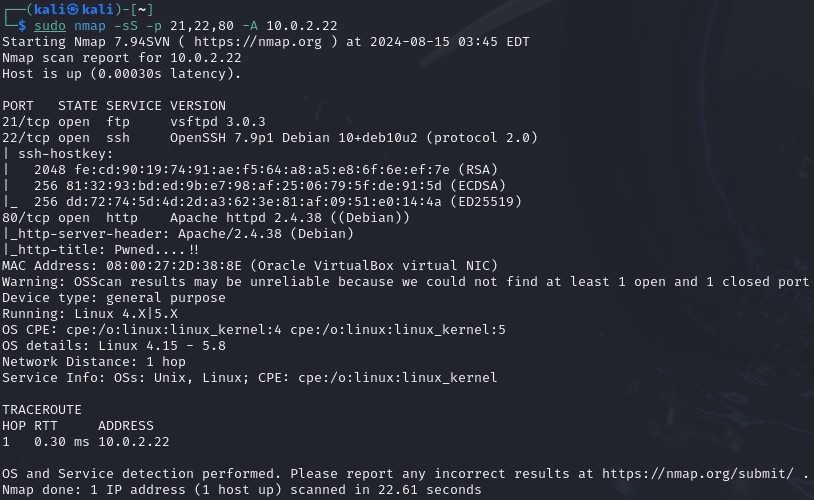 ┌──(kali㉿kali)-[~]
└─$ sudo nmap -sS -p 21,22,80 -A 10.0.2.22
Starting Nmap 7.94SVN ( https://nmap.org ) at 2024-08-15 03:45 EDT
Nmap scan report for 10.0.2.22
Host is up (0.00030s latency).

PORT   STATE SERVICE VERSION
21/tcp open  ftp     vsftpd 3.0.3
22/tcp open  ssh     OpenSSH 7.9p1 Debian 10+deb10u2 (protocol 2.0)
| ssh-hostkey:
|   2048 fe:cd:90:19:74:91:ae:f5:64:a8:a5:e8:6f:6e:ef:7e (RSA)
|   256 81:32:93:bd:ed:9b:e7:98:af:25:06:79:5f:de:91:5d (ECDSA)
|_  256 dd:72:74:5d:4d:2d:a3:62:3e:81:af:09:51:e0:14:4a (ED25519)
80/tcp open  http    Apache httpd 2.4.38 ((Debian))
|_http-server-header: Apache/2.4.38 (Debian)
|_http-title: Pwned....!!
MAC Address: 08:00:27:2D:38:8E (Oracle VirtualBox virtual NIC)
Warning: OSScan results may be unreliable because we could not find at least 1 open and 1 closed port
Device type: general purpose
Running: Linux 4.X|5.X
OS CPE: cpe:/o:linux:linux_kernel:4 cpe:/o:linux:linux_kernel:5
OS details: Linux 4.15 - 5.8
Network Distance: 1 hop
Service Info: OSs: Unix, Linux; CPE: cpe:/o:linux:linux_kernel

TRACEROUTE
HOP RTT     ADDRESS
1   0.30 ms 10.0.2.22

OS and Service detection performed. Please report any incorrect results at https://nmap.org/submit/ .
Nmap done: 1 IP address (1 host up) scanned in 22.61 seconds